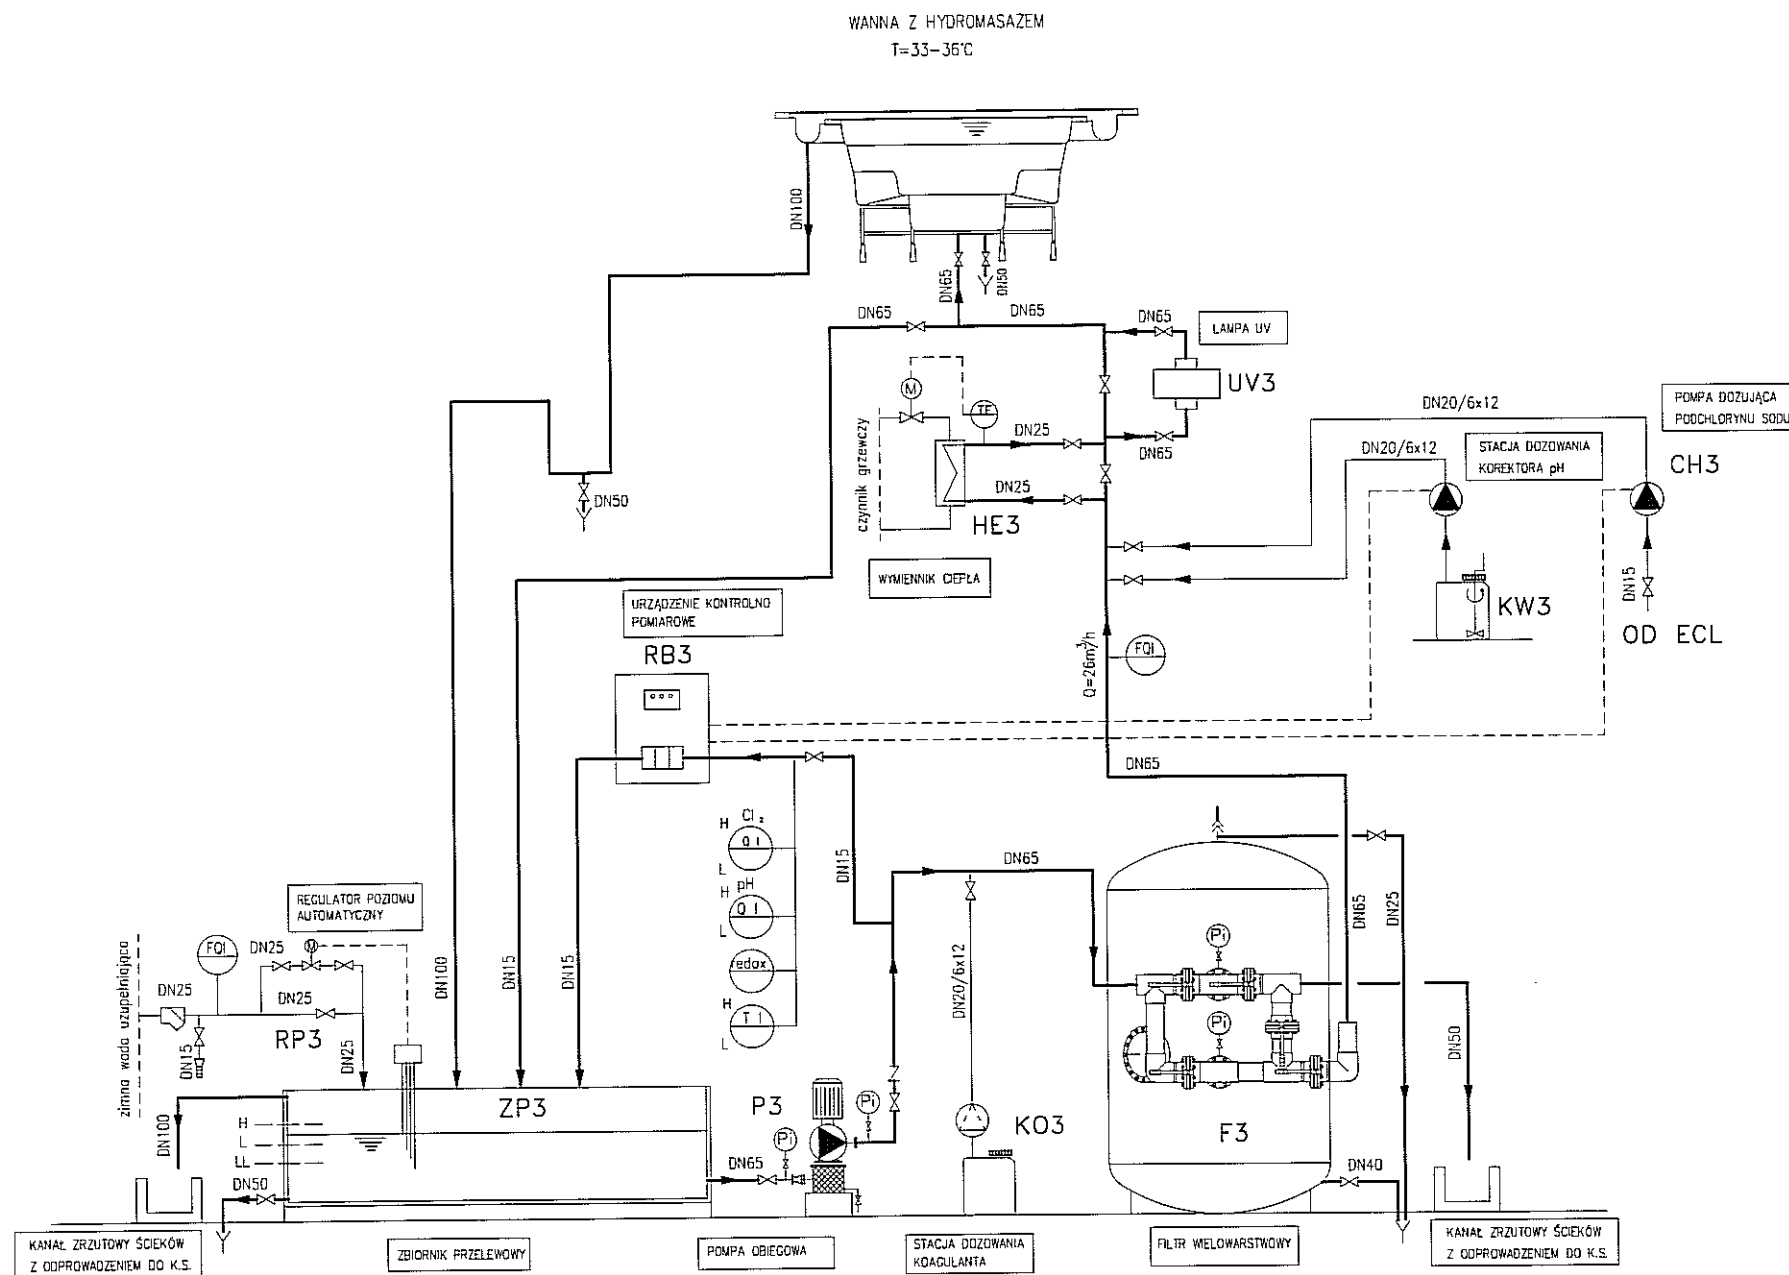 WANNA Z HYDROMASAŻEM
T=33-36°C
DN100
DN65
DN50
DN65
DN65
DN65
LAMPA UV
UV3
DN65
M
TE
DN25
DN25
czynnik grzewczy
HE3
WYMIENNIK CIEPŁA
DN50
DN20/6x12
POMPA DOZUJĄCA
PODCHLORYNU SODU
CH3
DN20/6x12
STACJA DOZOWANIA
KOREKTORA pH
KW3
DN15
OD ECL
URZĄDZENIE KONTROLNO
POMIAROWE
RB3
Q=26m³/h
FQI
DN65
H
Cl₂
Q I
L
H
pH
Q I
L
redox
H
T I
L
DN15
DN65
DN20/6x12
DN65
DN25
REGULATOR POZIOMU
AUTOMATYCZNY
zimna woda uzupełniająca
FQI
DN25
M
DN25
DN25
RP3
DN15
DN25
DN100
DN15
DN15
Pi
Pi
DN50
ZP3
H
L
LL
DN100
DN50
P3
Pi
Pi
DN65
KO3
F3
DN40
KANAŁ ZRZUTOWY ŚCIEKÓW
Z ODPROWADZENIEM DO K.S.
ZBIORNIK PRZELEWOWY
POMPA OBIEGOWA
STACJA DOZOWANIA
KOAGULANTA
FILTR WIELOWARSTWOWY
KANAŁ ZRZUTOWY ŚCIEKÓW
Z ODPROWADZENIEM DO K.S.